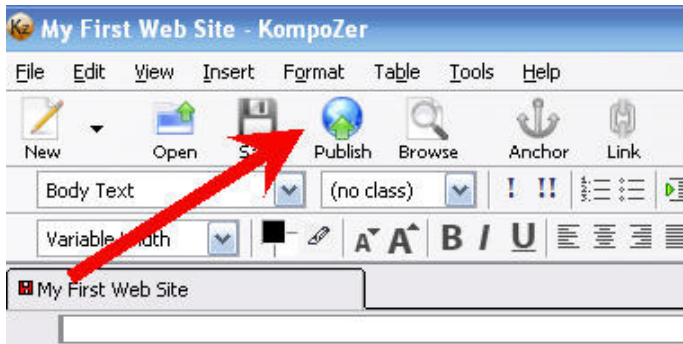 Kz My First Web Site - KompoZer
File Edit View Insert Format Table Tools Help
New Open Publish Browse Anchor Link
Body Text (no class) ! !!
Variable A A B I U
My First Web Site